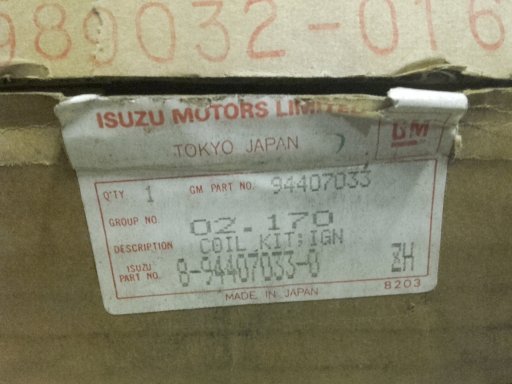 989032-016
ISUZU MOTORS LIMITED
TOKYO JAPAN
GM
Q'TY 1 GM PART NO. 94407033
GROUP NO. 02.170
DESCRIPTION COIL KIT;IGN
ISUZU PART NO. 8-94407033-0 ZH
MADE IN JAPAN 8203